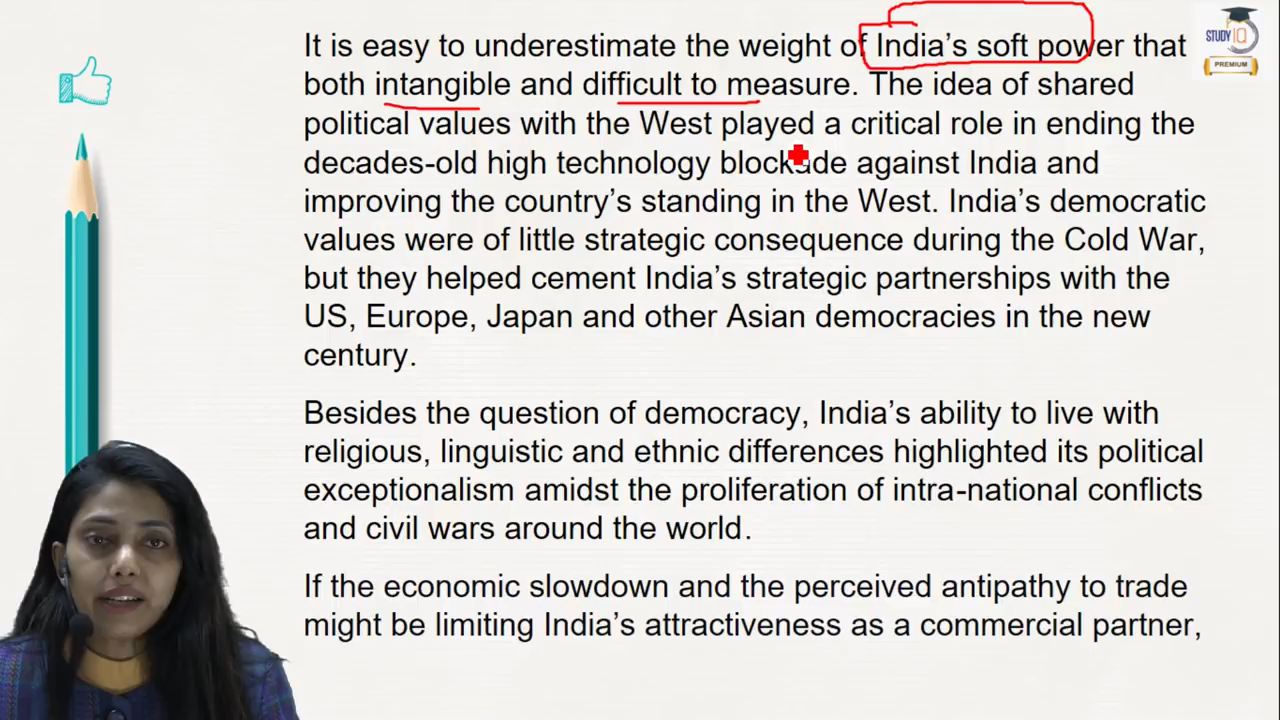 It is easy to underestimate the weight of India's soft power that
both intangible and difficult to measure. The idea of shared
political values with the West played a critical role in ending the
decades-old high technology blockade against India and
improving the country's standing in the West. India's democratic
values were of little strategic consequence during the Cold War,
but they helped cement India's strategic partnerships with the
US, Europe, Japan and other Asian democracies in the new
century.
Besides the question of democracy, India's ability to live with
religious, linguistic and ethnic differences highlighted its political
exceptionalism amidst the proliferation of intra-national conflicts
and civil wars around the world.
If the economic slowdown and the perceived antipathy to trade
might be limiting India's attractiveness as a commercial partner,
STUDY IQ
PREMIUM